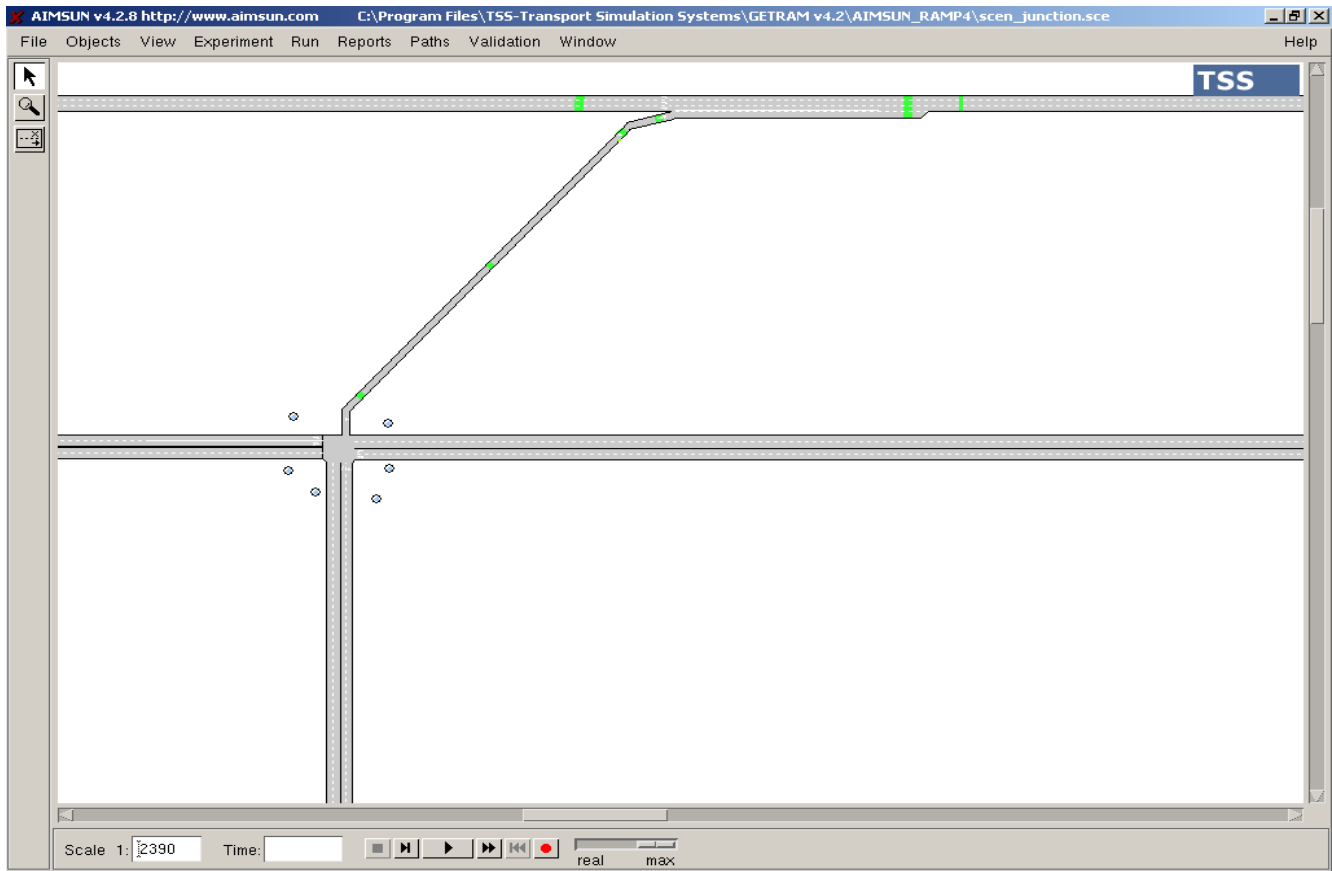 AIMSUN v4.2.8 http://www.aimsun.com C:\Program Files\TSS-Transport Simulation Systems\GETRAM v4.2\AIMSUN_RAMP4\scen_junction.sce
File Objects View Experiment Run Reports Paths Validation Window Help
TSS
Scale 1: 2390 Time:
real max